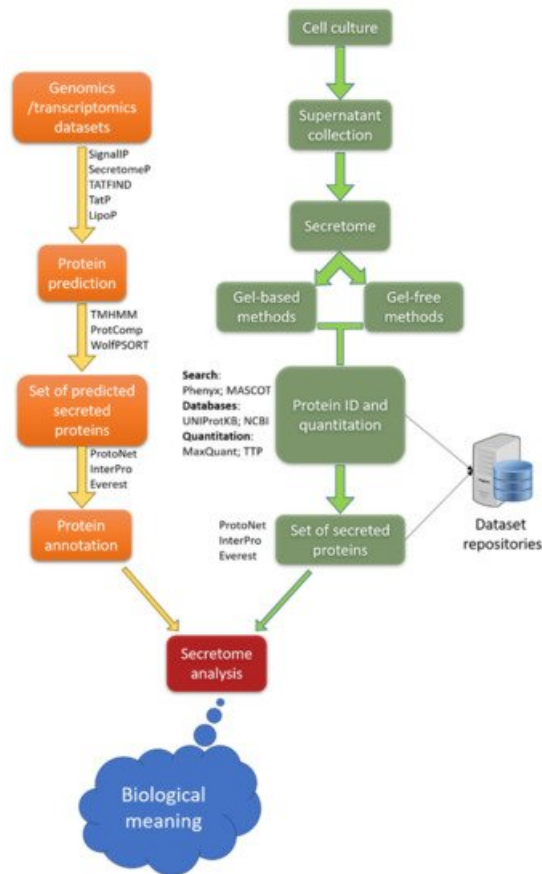 Genomics
/transcriptomics
datasets
SignalIP
SecretomeP
TATFIND
TatP
LipoP
Protein
prediction
TMHMM
ProtComp
WolfPSORT
Set of predicted
secreted
proteins
ProtoNet
InterPro
Everest
Protein
annotation
Cell culture
Supernatant
collection
Secretome
Gel-based
methods
Gel-free
methods
Search:
Phenyx; MASCOT
Databases:
UNIProtKB; NCBI
Quantitation:
MaxQuant; TTP
Protein ID and
quantitation
Dataset
repositories
ProtoNet
InterPro
Everest
Set of secreted
proteins
Secretome
analysis
Biological
meaning